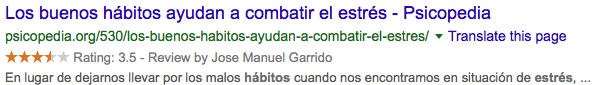 Los buenos hábitos ayudan a combatir el estrés - Psicopedia
psicopedia.org/530/los-buenos-habitos-ayudan-a-combatir-el-estres/ Translate this page
Rating: 3.5 - Review by Jose Manuel Garrido
En lugar de dejarnos llevar por los malos hábitos cuando nos encontramos en situación de estrés, ...